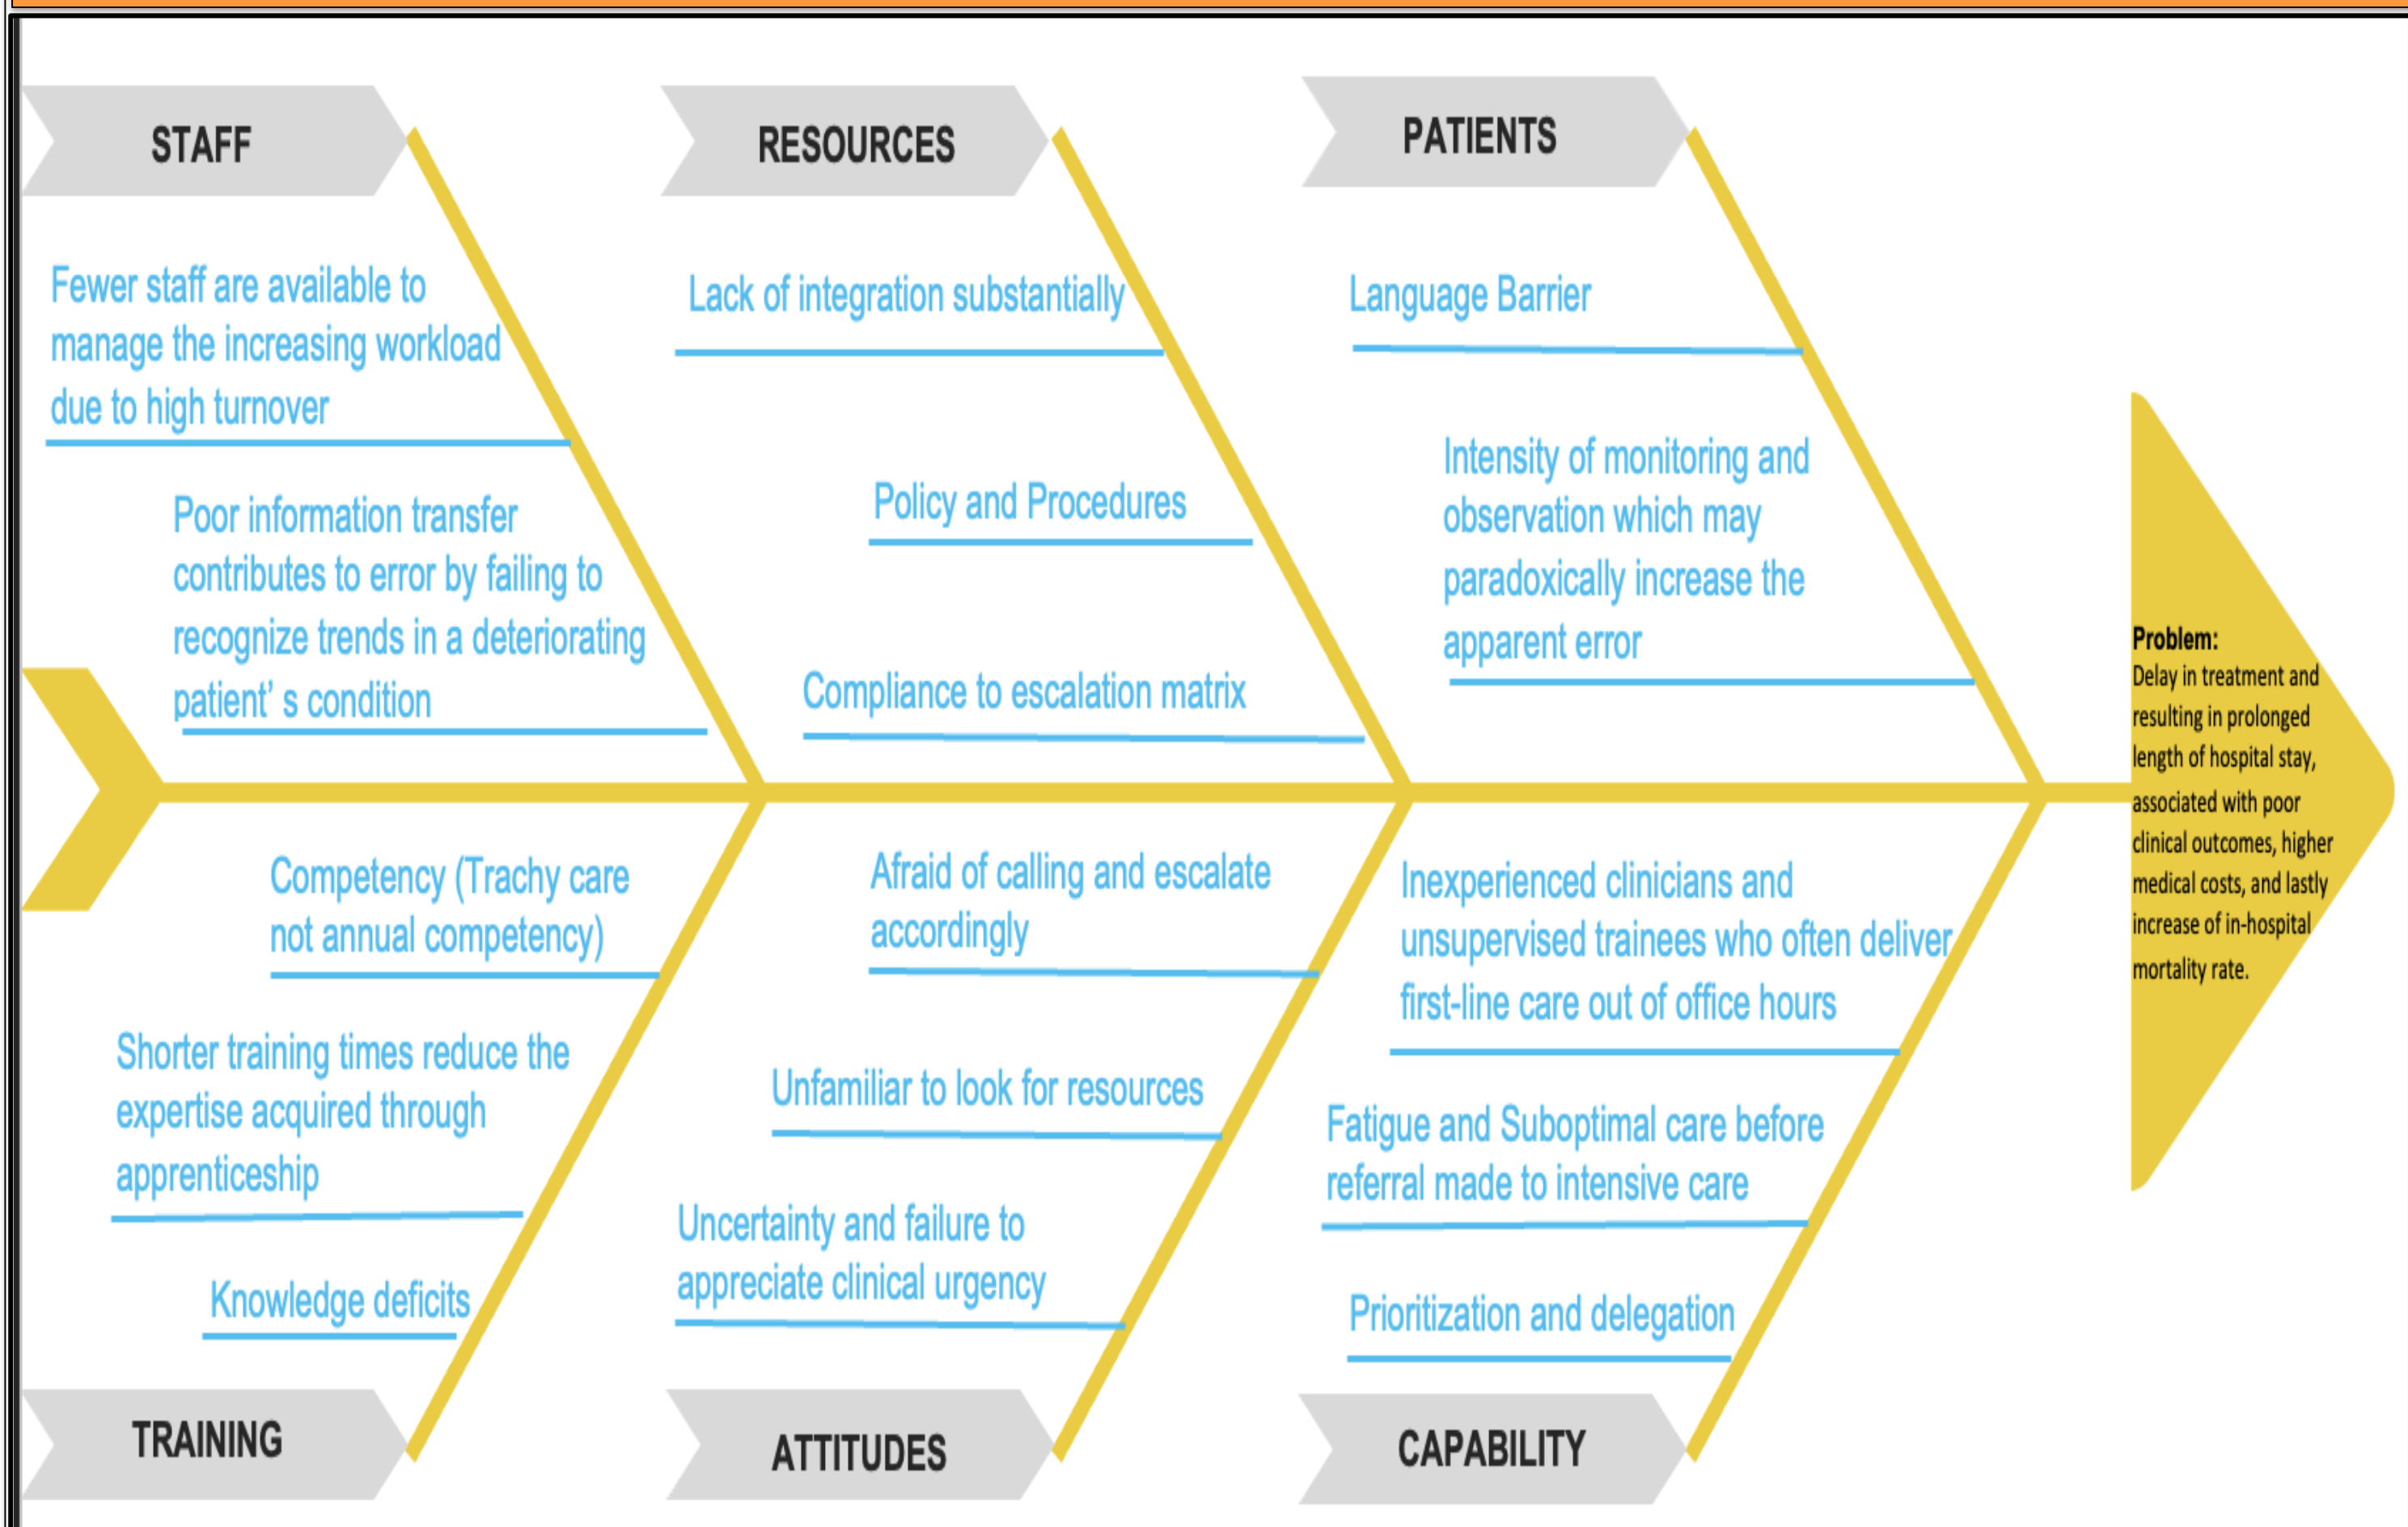 STAFF
Fewer staff are available to
manage the increasing workload
due to high turnover
Poor information transfer
contributes to error by failing to
recognize trends in a deteriorating
patient’ s condition
RESOURCES
Lack of integration substantially
Policy and Procedures
Compliance to escalation matrix
PATIENTS
Language Barrier
Intensity of monitoring and
observation which may
paradoxically increase the
apparent error
Competency (Trachy care
not annual competency)
Shorter training times reduce the
expertise acquired through
apprenticeship
Knowledge deficits
TRAINING
Afraid of calling and escalate
accordingly
Unfamiliar to look for resources
Uncertainty and failure to
appreciate clinical urgency
ATTITUDES
Inexperienced clinicians and
unsupervised trainees who often deliver
first-line care out of office hours
Fatigue and Suboptimal care before
referral made to intensive care
Prioritization and delegation
CAPABILITY
Problem:
Delay in treatment and
resulting in prolonged
length of hospital stay,
associated with poor
clinical outcomes, higher
medical costs, and lastly
increase of in-hospital
mortality rate.